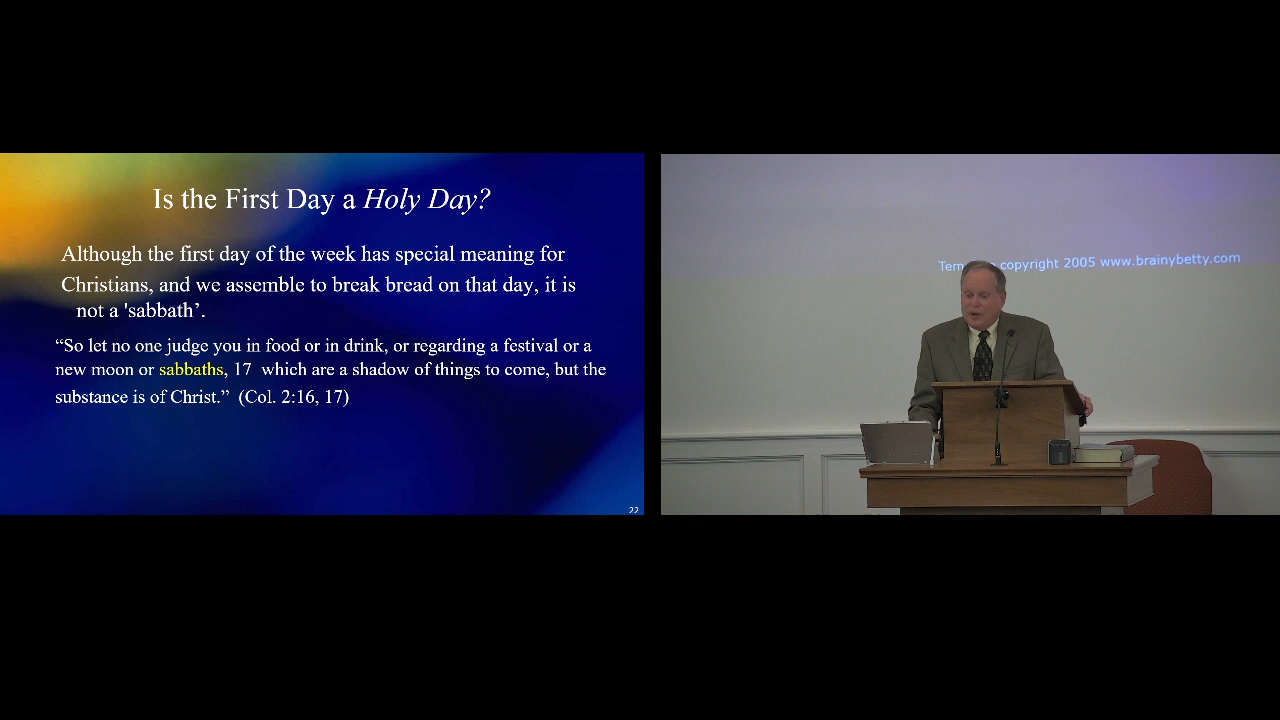 Is the First Day a Holy Day?
Although the first day of the week has special meaning for
Christians, and we assemble to break bread on that day, it is
not a 'sabbath’.
“So let no one judge you in food or in drink, or regarding a festival or a
new moon or sabbaths, 17 which are a shadow of things to come, but the
substance is of Christ.” (Col. 2:16, 17)
22
copyright 2005 www.brainybetty.com